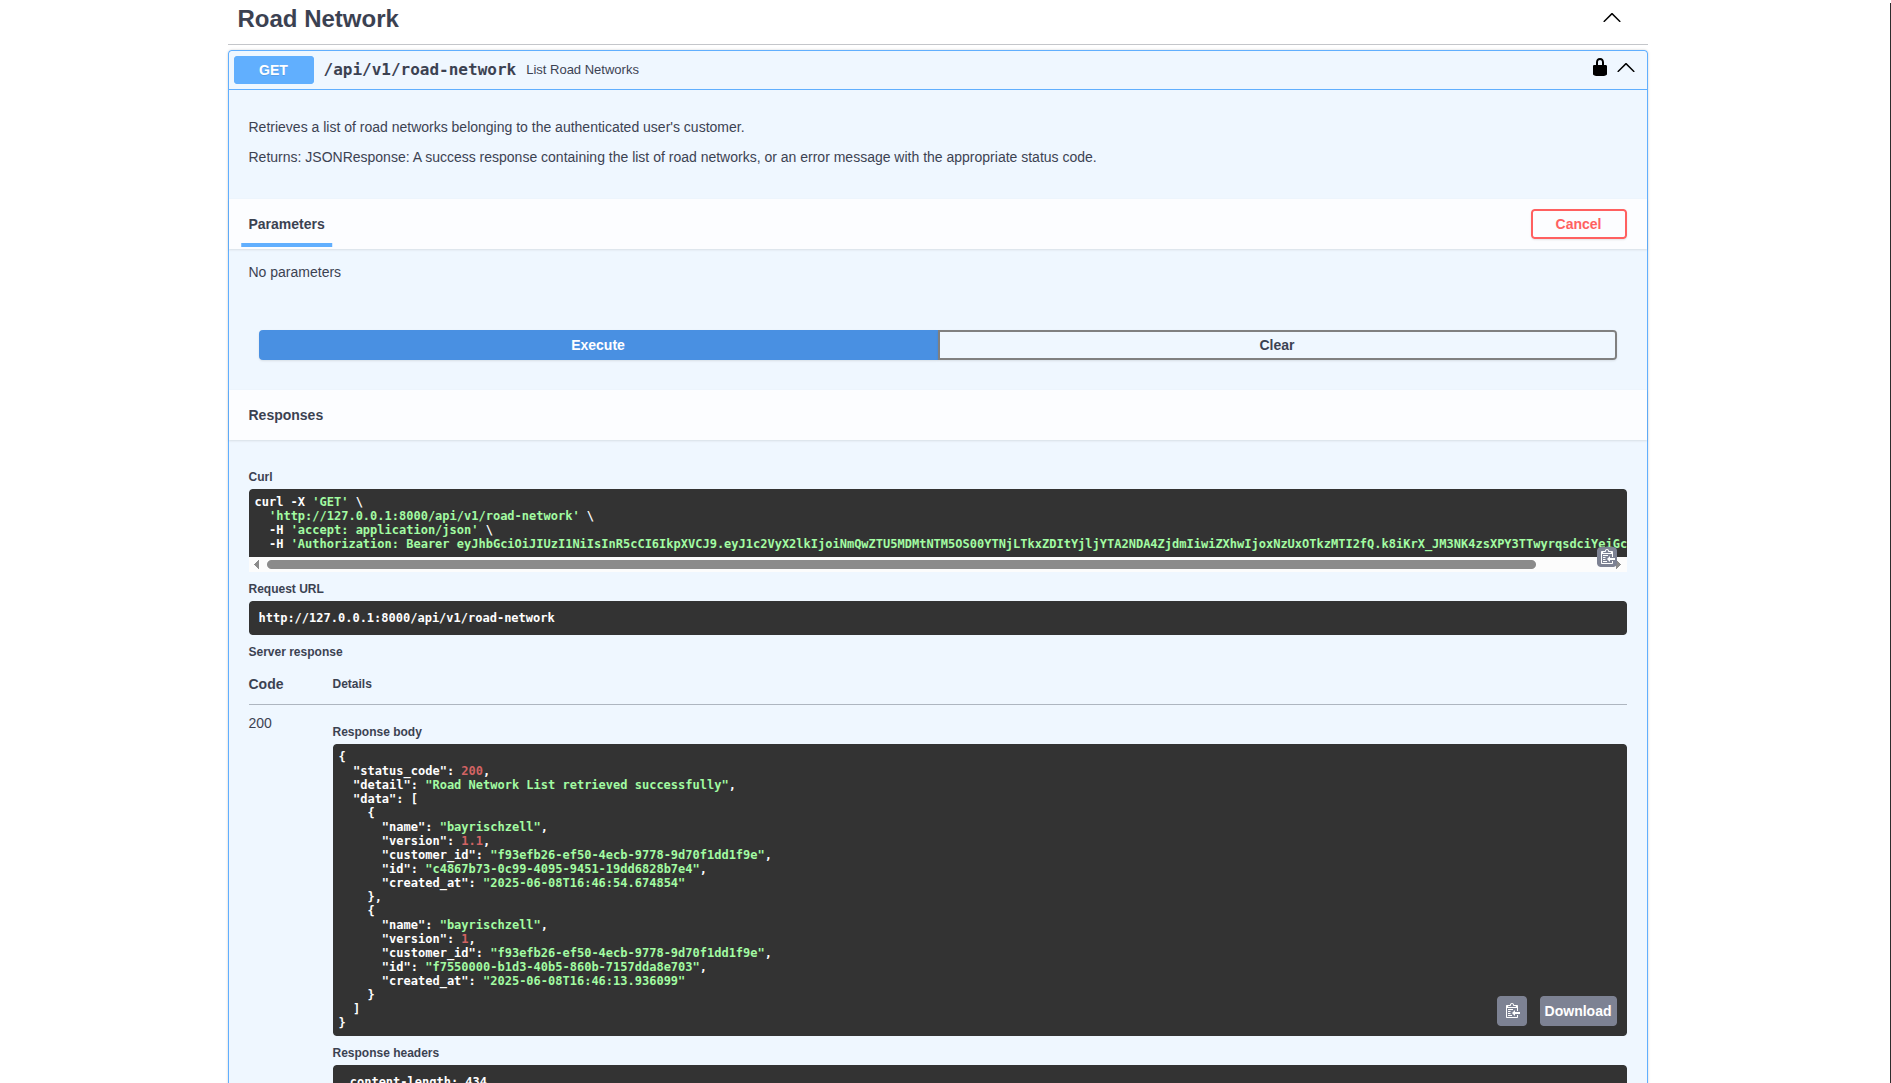 Road Network
GET /api/v1/road-network List Road Networks
Retrieves a list of road networks belonging to the authenticated user's customer.
Returns: JSONResponse: A success response containing the list of road networks, or an error message with the appropriate status code.
Parameters
Cancel
No parameters
Execute
Clear
Responses
Curl
curl -X 'GET' \
'http://127.0.0.1:8000/api/v1/road-network' \
-H 'accept: application/json' \
-H 'Authorization: Bearer
Request URL
http://127.0.0.1:8000/api/v1/road-network
Server response
Code Details
200
Response body
{
"status_code": 200,
"detail": "Road Network List retrieved successfully",
"data": [
{
"name": "bayrischzell",
"version": 1.1,
"customer_id": "f93efb26-ef50-4ecb-9778-9d70f1dd1f9e",
"id": "c4867b73-0c99-4095-9451-19dd6828b7e4",
"created_at": "2025-06-08T16:46:54.674854"
},
{
"name": "bayrischzell",
"version": 1,
"customer_id": "f93efb26-ef50-4ecb-9778-9d70f1dd1f9e",
"id": "f7550000-b1d3-40b5-860b-7157dda8e703",
"created_at": "2025-06-08T16:46:13.936099"
}
]
}
Download
Response headers
content-length: 434